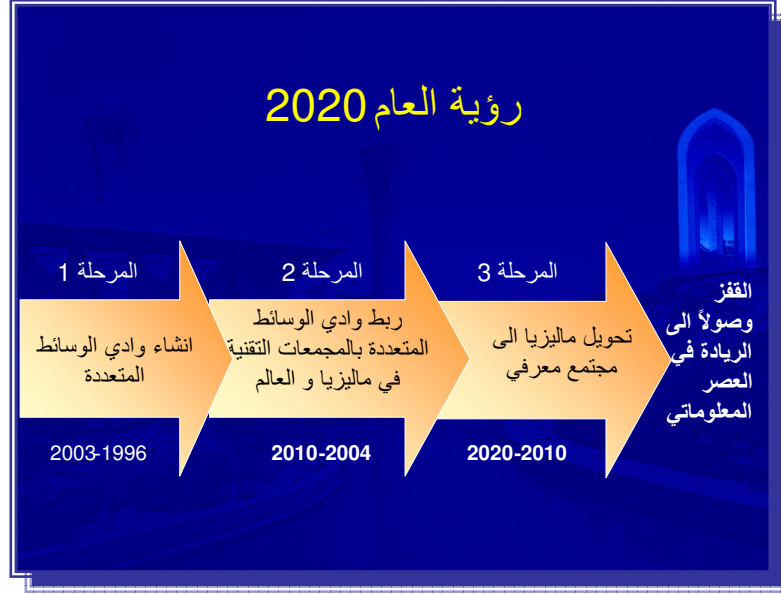 رؤية العام 2020
المرحلة 1
انشاء وادي الوسائط
المتعددة
2003-1996
المرحلة 2
ربط وادي الوسائط
المتعددة بالمجمعات التقنية
في ماليزيا و العالم
2010-2004
المرحلة 3
تحويل ماليزيا الى
مجتمع معرفي
2020-2010
القفز
وصولاً الى
الريادة في
العصر
المعلوماتي